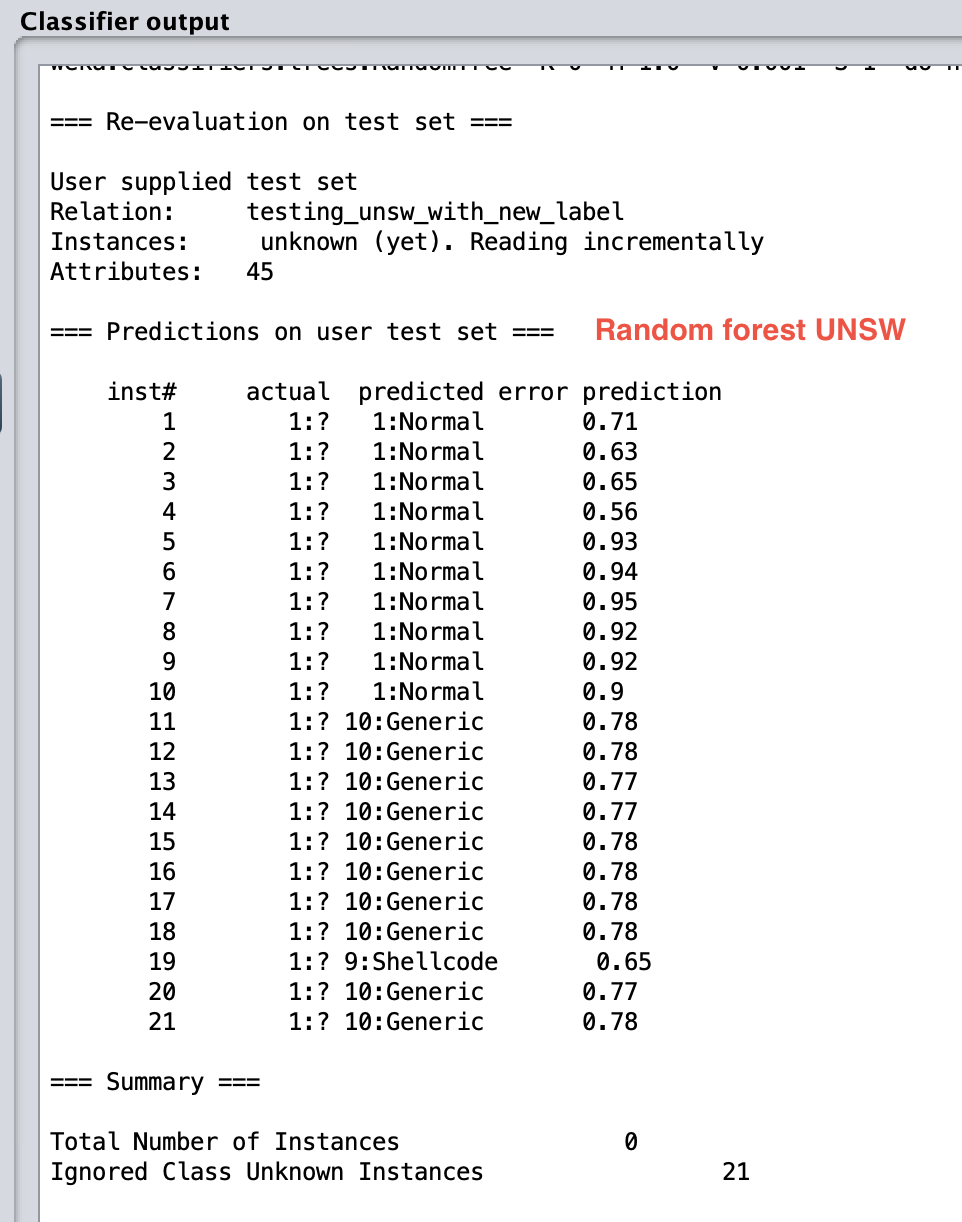 Classifier output
=== Re-evaluation on test set ===
User supplied test set
Relation:     testing_unsw_with_new_label
Instances:     unknown (yet). Reading incrementally
Attributes:   45
=== Predictions on user test set ===   Random forest UNSW
inst#     actual  predicted error prediction
1        1:?   1:Normal       0.71
2        1:?   1:Normal       0.63
3        1:?   1:Normal       0.65
4        1:?   1:Normal       0.56
5        1:?   1:Normal       0.93
6        1:?   1:Normal       0.94
7        1:?   1:Normal       0.95
8        1:?   1:Normal       0.92
9        1:?   1:Normal       0.92
10        1:?   1:Normal       0.9
11        1:? 10:Generic       0.78
12        1:? 10:Generic       0.78
13        1:? 10:Generic       0.77
14        1:? 10:Generic       0.77
15        1:? 10:Generic       0.78
16        1:? 10:Generic       0.78
17        1:? 10:Generic       0.78
18        1:? 10:Generic       0.78
19        1:? 9:Shellcode       0.65
20        1:? 10:Generic       0.77
21        1:? 10:Generic       0.78
=== Summary ===
Total Number of Instances                0
Ignored Class Unknown Instances                 21